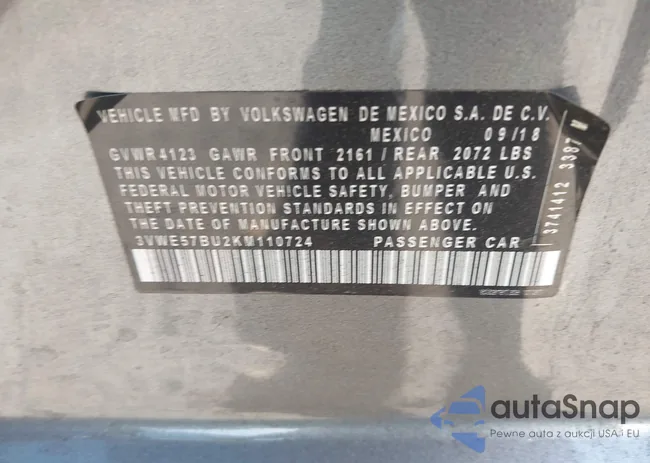 VEHICLE MFD BY VOLKSWAGEN DE MEXICO S.A. DE C.V.
MEXICO 09/18
GVWR 4123 GAWR FRONT 2161 / REAR 2072 LBS
THIS VEHICLE CONFORMS TO ALL APPLICABLE U.S.
FEDERAL MOTOR VEHICLE SAFETY, BUMPER AND
THEFT PREVENTION STANDARDS IN EFFECT ON
THE DATE OF MANUFACTURE SHOWN ABOVE.
3VWE57BU2KM110724 PASSENGER CAR
3741412 3387
autaSnap
Pewne auta z aukcji USA i EU